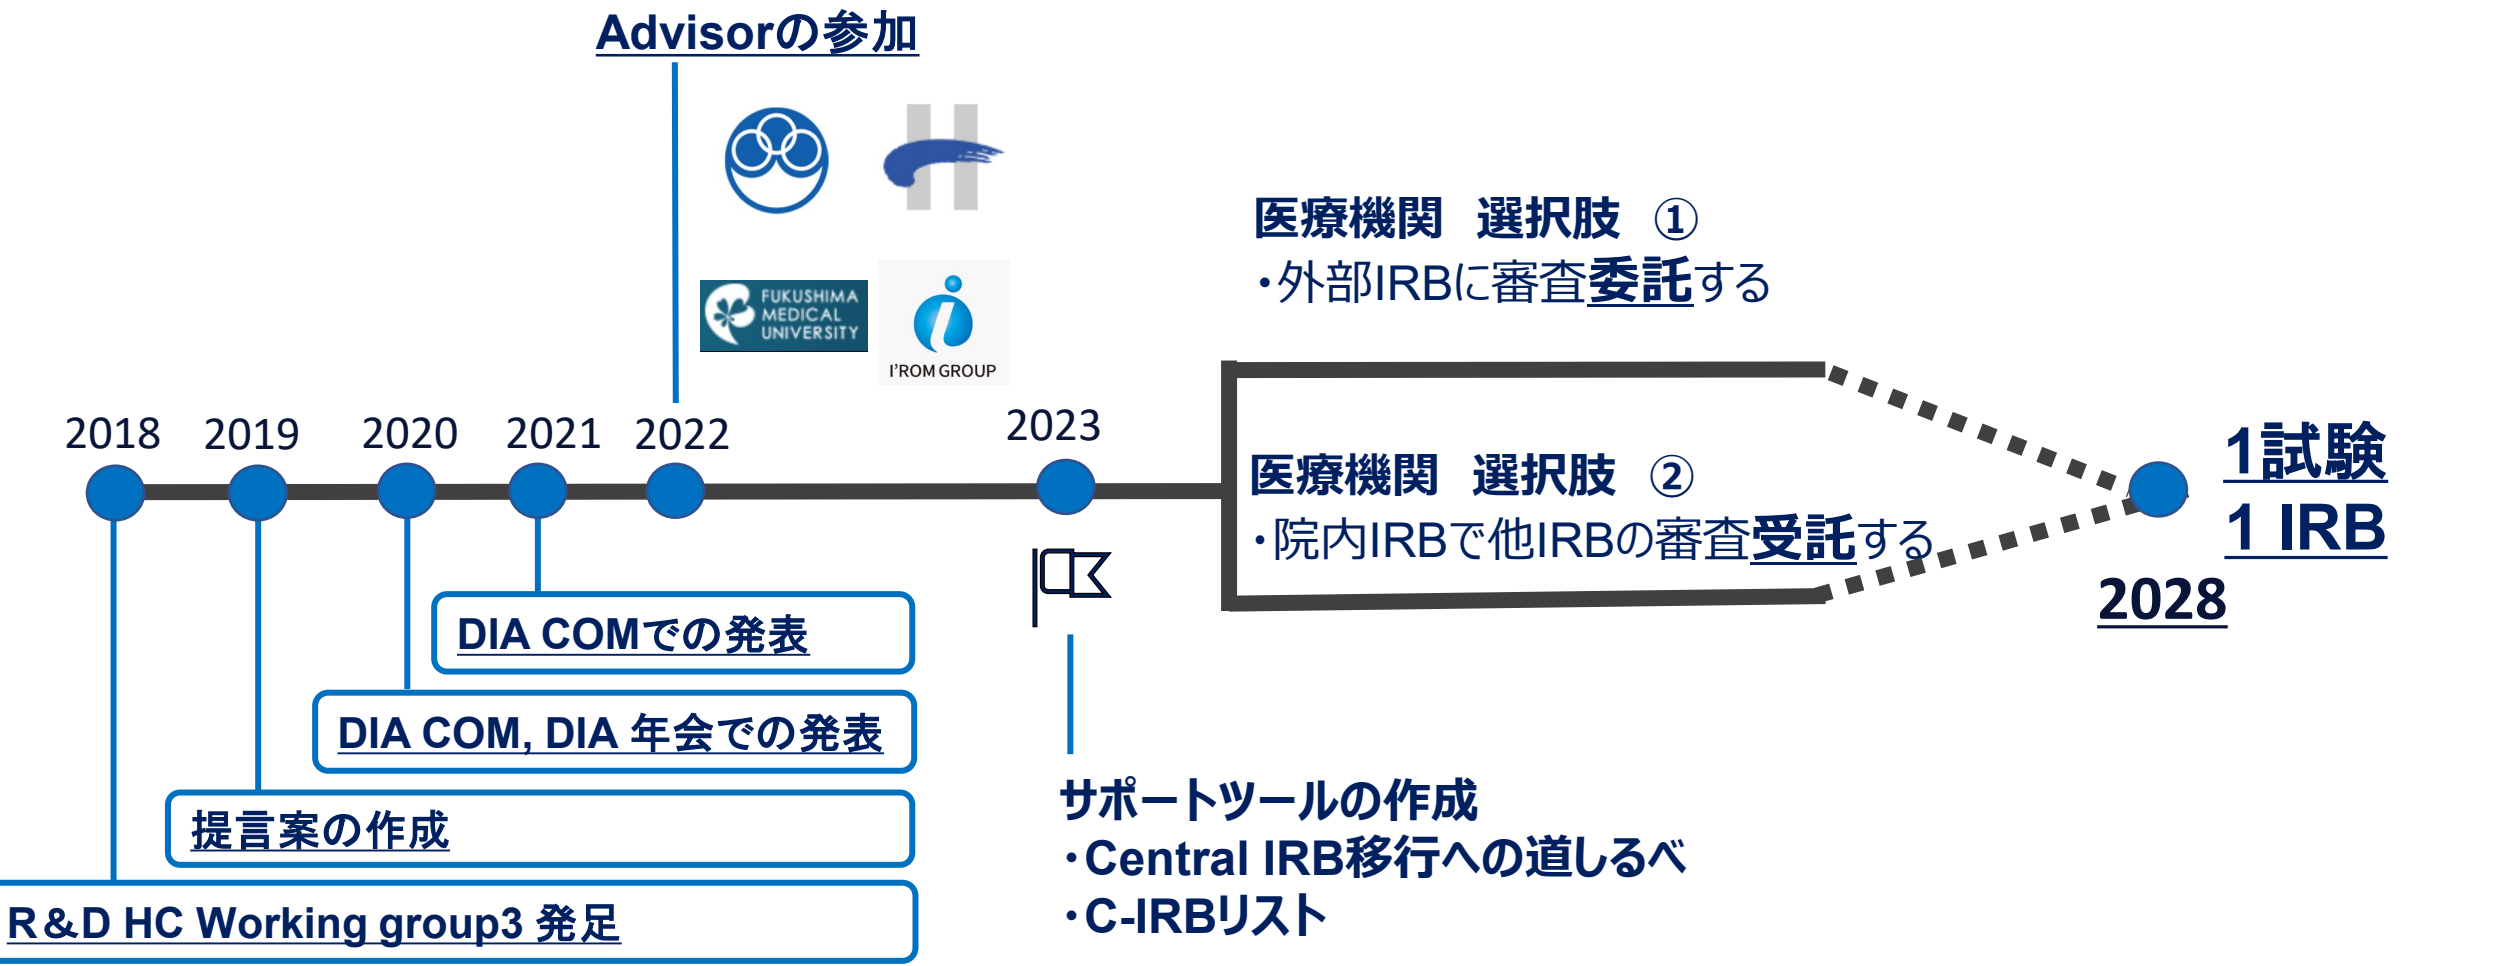 Advisorの参加
FUKUSHIMA
MEDICAL
UNIVERSITY
I'ROM GROUP
医療機関 選択肢 ①
・外部IRBに審査委託する
2018
2019
2020
2021
2022
2023
医療機関 選択肢 ②
・院内IRBで他IRBの審査受託する
1試験
1 IRB
2028
DIA COMでの発表
DIA COM, DIA 年会での発表
提言案の作成
R&D HC Working group3 発足
サポートツールの作成
・Central IRB移行への道しるべ
・C-IRBリスト